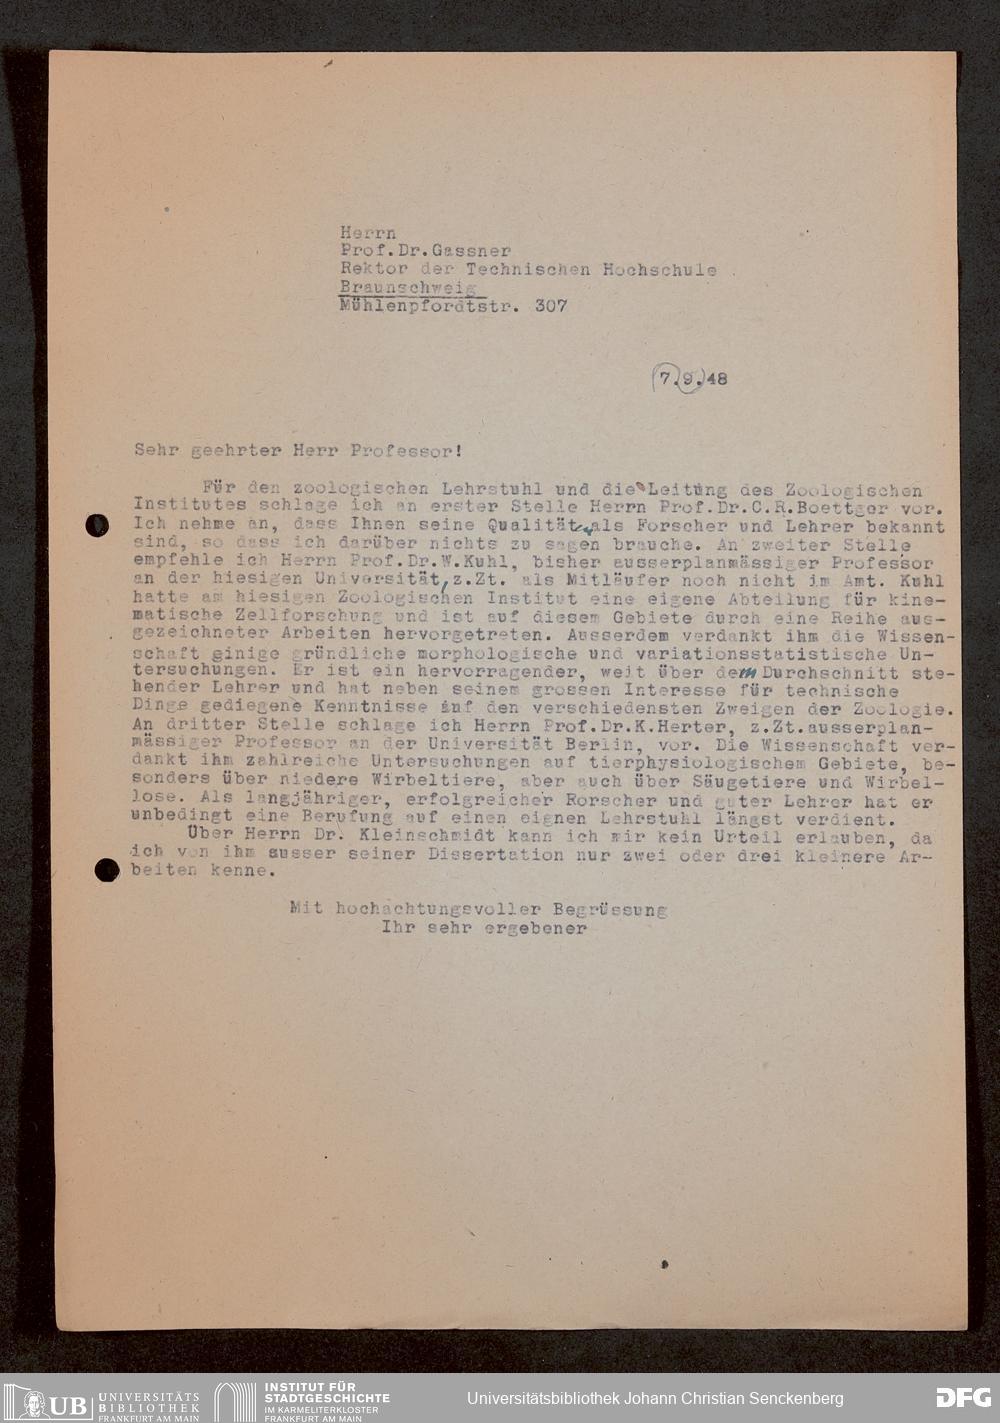 Herrn
Prof.Dr.Gassner
Rektor der Technischen Hochschule
Braunschweig
Mühlenpfordtstr. 307
7.9.48
Sehr geehrter Herr Professor!
Für den zoologischen Lehrstuhl und die Leitung des Zoologischen
Institutes schlage ich an erster Stelle Herrn Prof.Dr.C.R.Boettger vor.
Ich nehme an, dass Ihnen seine Qualität als Forscher und Lehrer bekannt
sind, so dass ich darüber nichts zu sagen brauche. An zweiter Stelle
empfehle ich Herrn Prof.Dr.W.Kuhl, bisher ausserplanmässiger Professor
an der hiesigen Universität, z.Zt. als Mitläufer noch nicht im Amt. Kuhl
hatte am hiesigen Zoologischen Institut eine eigene Abteilung für kine-
matische Zellforschung und ist auf diesem Gebiete durch eine Reihe aus-
gezeichneter Arbeiten hervorgetreten. Ausserdem verdankt ihm die Wissen-
schaft einige gründliche morphologische und variationsstatistische Un-
tersuchungen. Er ist ein hervorragender, weit über dem Durchschnitt ste-
hender Lehrer und hat neben seinem grossen Interesse für technische
Dinge gediegene Kenntnisse auf den verschiedensten Zweigen der Zoologie.
An dritter Stelle schlage ich Herrn Prof.Dr.K.Herter, z.Zt.ausserplan-
mässiger Professor an der Universität Berlin, vor. Die Wissenschaft ver-
dankt ihm zahlreiche Untersuchungen auf tierphysiologischem Gebiete, be-
sonders über niedere Wirbeltiere, aber auch über Säugetiere und Wirbel-
lose. Als langjähriger, erfolgreicher Forscher und guter Lehrer hat er
unbedingt eine Berufung auf einen eignen Lehrstuhl längst verdient.
Über Herrn Dr. Kleinschmidt kann ich mir kein Urteil erlauben, da
ich von ihm ausser seiner Dissertation nur zwei oder drei kleinere Ar-
beiten kenne.
Mit hochachtungsvoller Begrüssung
Ihr sehr ergebener
UB UNIVERSITÄTS
BIBLIOTHEK
FRANKFURT AM MAIN
INSTITUT FÜR
STADTGESCHICHTE
IM KARMELITERKLOSTER
FRANKFURT AM MAIN
Universitätsbibliothek Johann Christian Senckenberg
DFG